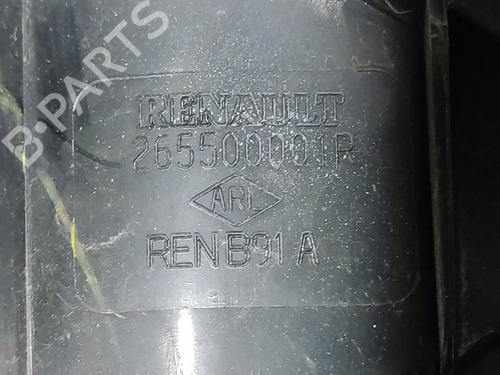 B-PARTS
RENAULT
265500001R
ARL
REN B91 A